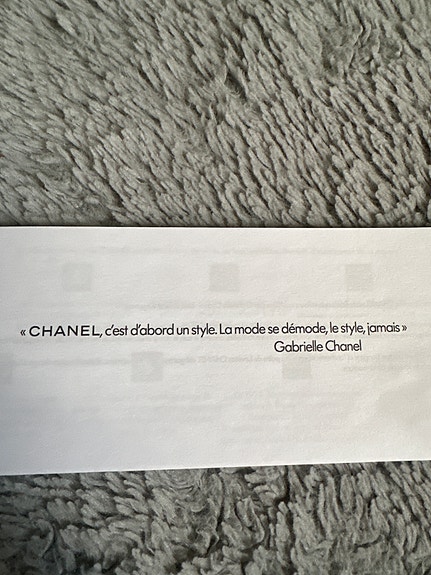 « CHANEL, c'est d'abord un style. La mode se démode, le style, jamais »
Gabrielle Chanel